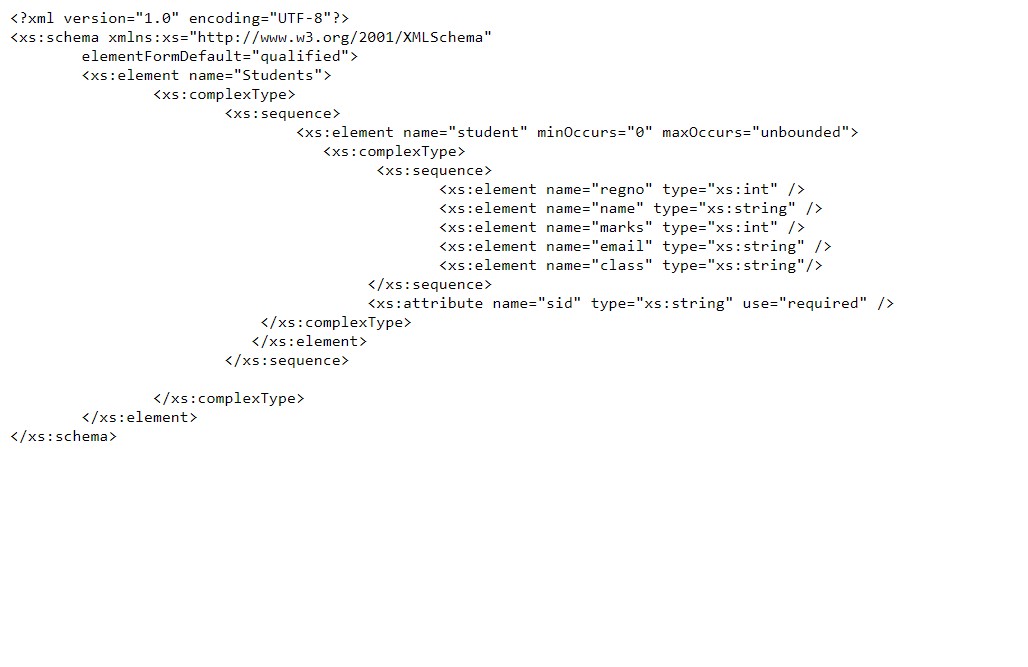 <?xml version="1.0" encoding="UTF-8"?>
<xs:schema xmlns:xs="http://www.w3.org/2001/XMLSchema"
elementFormDefault="qualified">
<xs:element name="Students">
<xs:complexType>
<xs:sequence>
<xs:element name="student" minOccurs="0" maxOccurs="unbounded">
<xs:complexType>
<xs:sequence>
<xs:element name="regno" type="xs:int" />
<xs:element name="name" type="xs:string" />
<xs:element name="marks" type="xs:int" />
<xs:element name="email" type="xs:string" />
<xs:element name="class" type="xs:string"/>
</xs:sequence>
<xs:attribute name="sid" type="xs:string" use="required" />
</xs:complexType>
</xs:element>
</xs:sequence>
</xs:complexType>
</xs:element>
</xs:schema>